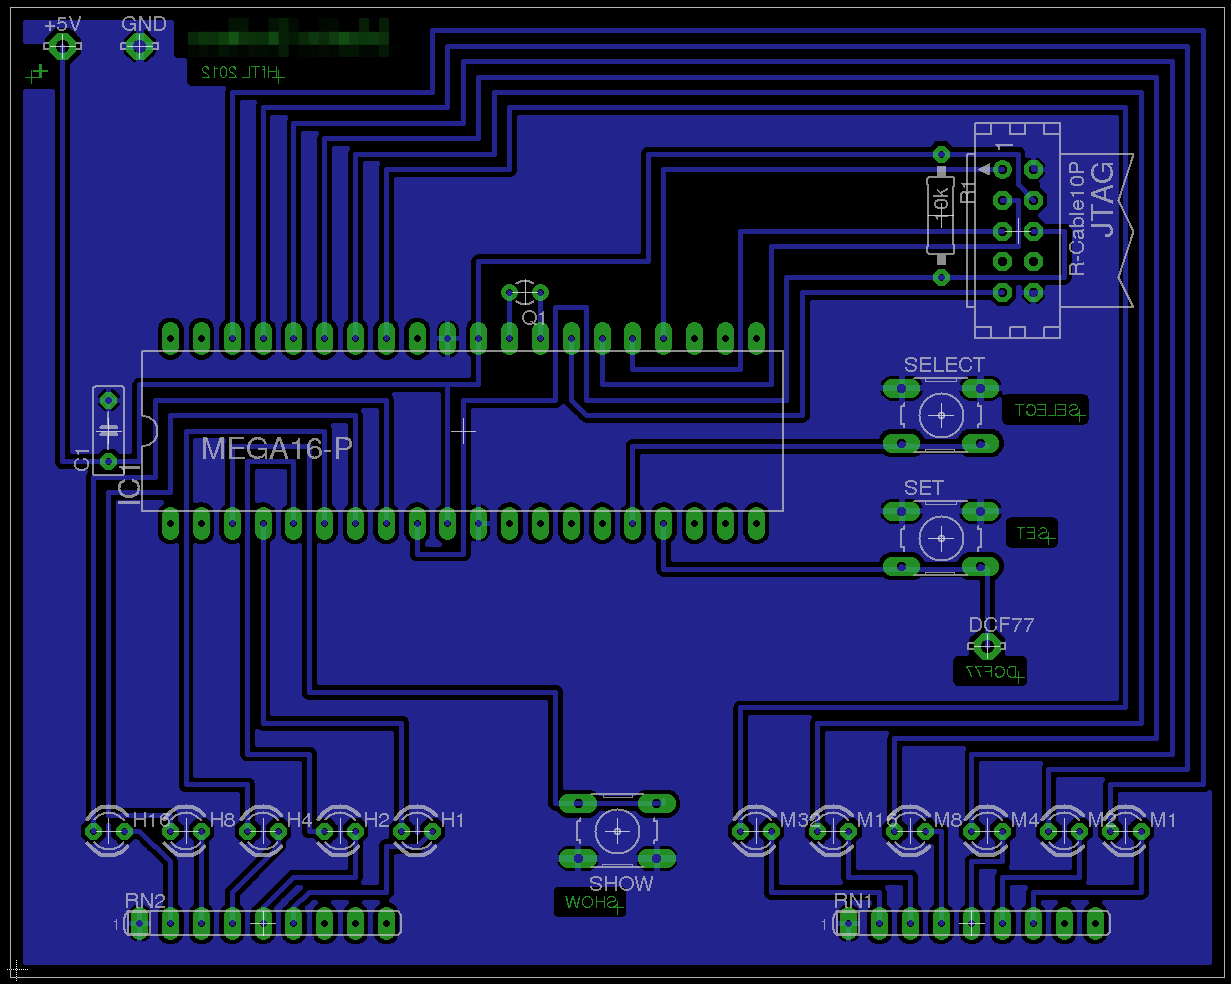 +5V GND
HfTL 2012
+
1
10k
R1
R-Cable10P
JTAG
Q1
SELECT
SELECT
C1
IC1
MEGA16-P
SET
SET
DCF77
DCF77
H16 H8 H4 H2 H1
M32 M16 M8 M4 M2 M1
SHOW
SHOW
RN2
1
RN1
1